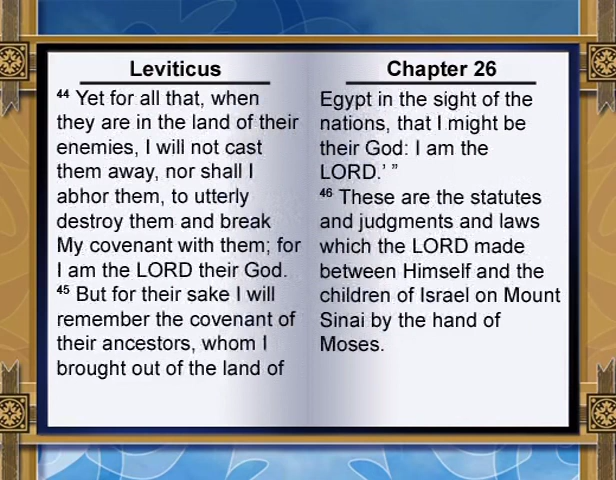 Leviticus
44 Yet for all that, when
they are in the land of their
enemies, I will not cast
them away, nor shall I
abhor them, to utterly
destroy them and break
My covenant with them; for
I am the LORD their God.
45 But for their sake I will
remember the covenant of
their ancestors, whom I
brought out of the land of
Chapter 26
Egypt in the sight of the
nations, that I might be
their God: I am the
LORD.’ ”
46 These are the statutes
and judgments and laws
which the LORD made
between Himself and the
children of Israel on Mount
Sinai by the hand of
Moses.